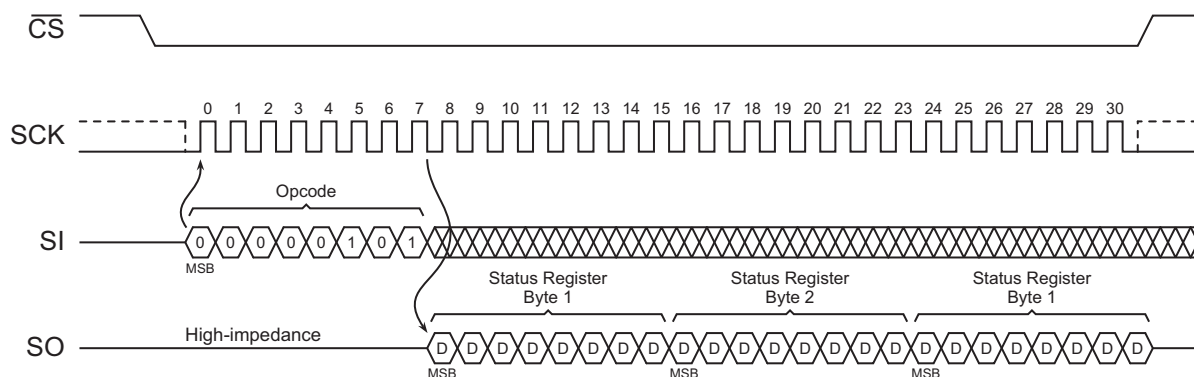 CS
SCK
0 1 2 3 4 5 6 7 8 9 10 11 12 13 14 15 16 17 18 19 20 21 22 23 24 25 26 27 28 29 30
Opcode
SI
0 0 0 0 0 1 0 1
MSB
Status Register
Byte 1
Status Register
Byte 2
Status Register
Byte 1
High-impedance
SO
D D D D D D D D D D D D D D D D D D D D D D D D
MSB
MSB
MSB